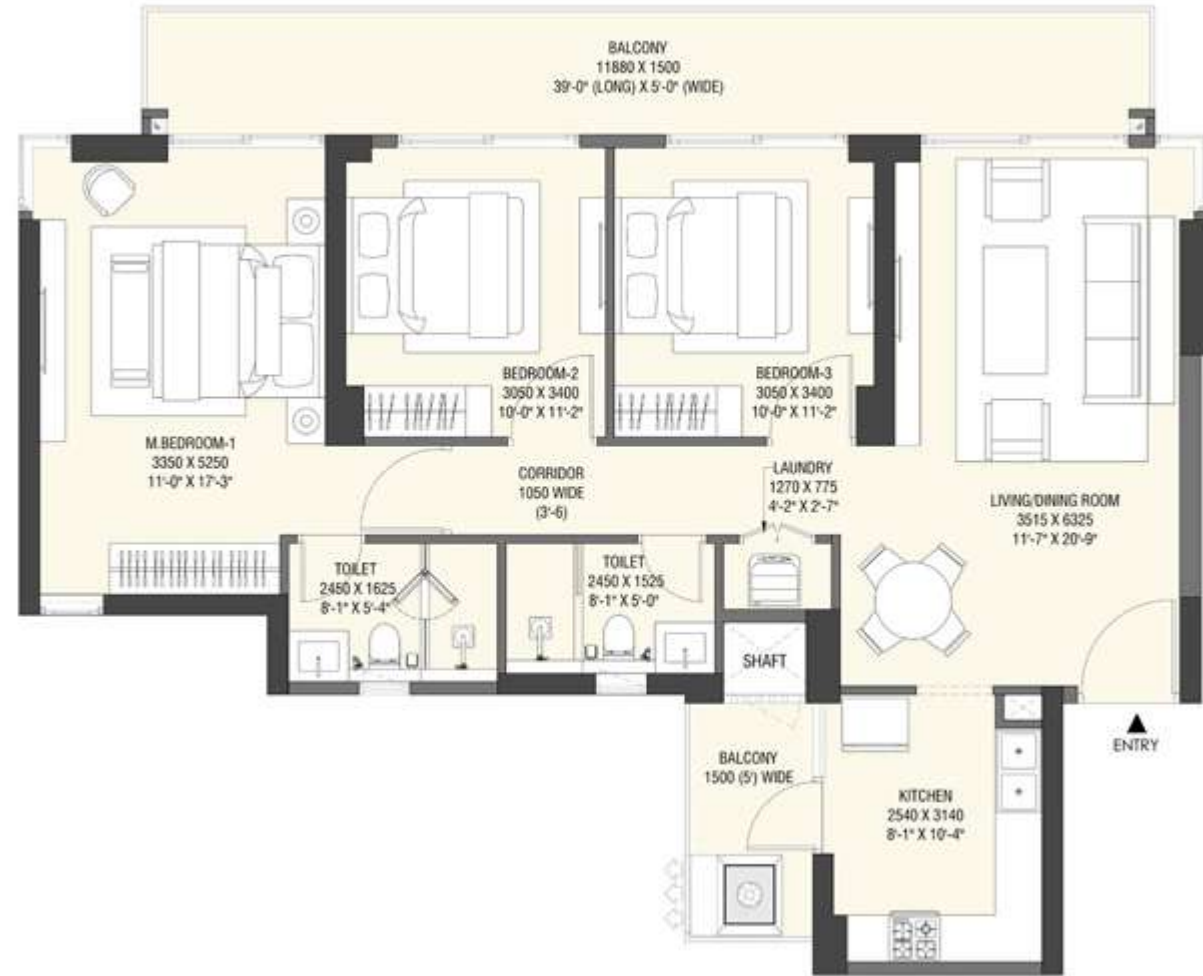 BALCONY
11880 X 1500
39'-0" (LONG) X 5'-0" (WIDE)
BEDROOM-2
3050 X 3400
10'-0" X 11'-2"
BEDROOM-3
3050 X 3400
10'-0" X 11'-2"
M.BEDROOM-1
3350 X 5250
11'-0" X 17'-3"
CORRIDOR
1050 WIDE
(3'-6)
LAUNDRY
1270 X 775
4'-2" X 2'-7"
LIVING/DINING ROOM
3515 X 6325
11'-7" X 20'-9"
TOILET
2450 X 1625
8'-1" X 5'-4"
TOILET
2450 X 1525
8'-1" X 5'-0"
SHAFT
ENTRY
BALCONY
1500 (5') WIDE
KITCHEN
2540 X 3140
8'-1" X 10'-4"